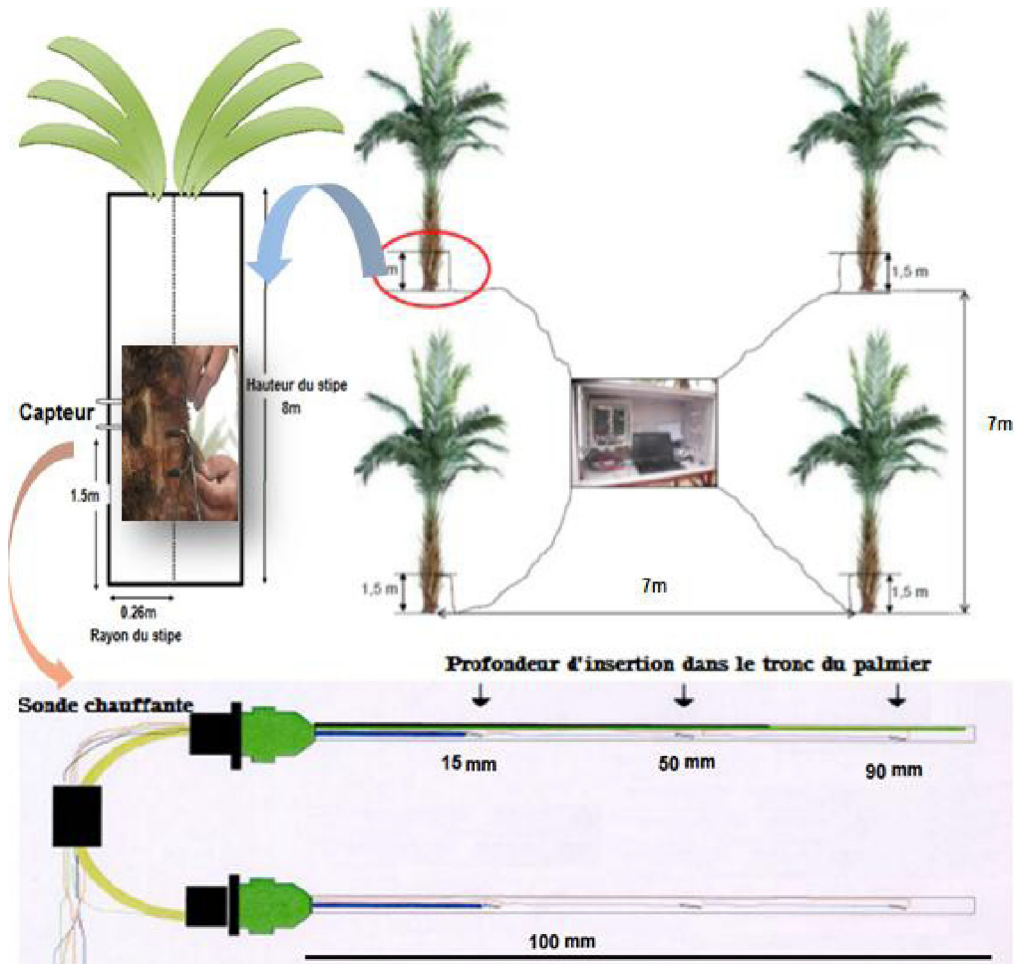 m
1,5 m
Hauteur du stipe
8m
Capteur
7m
1.5m
1,5 m
7m
1,5 m
0.26m
Rayon du stipe
Profondeur d'insertion dans le tronc du palmier
Sonde chauffante
15 mm
50 mm
90 mm
100 mm